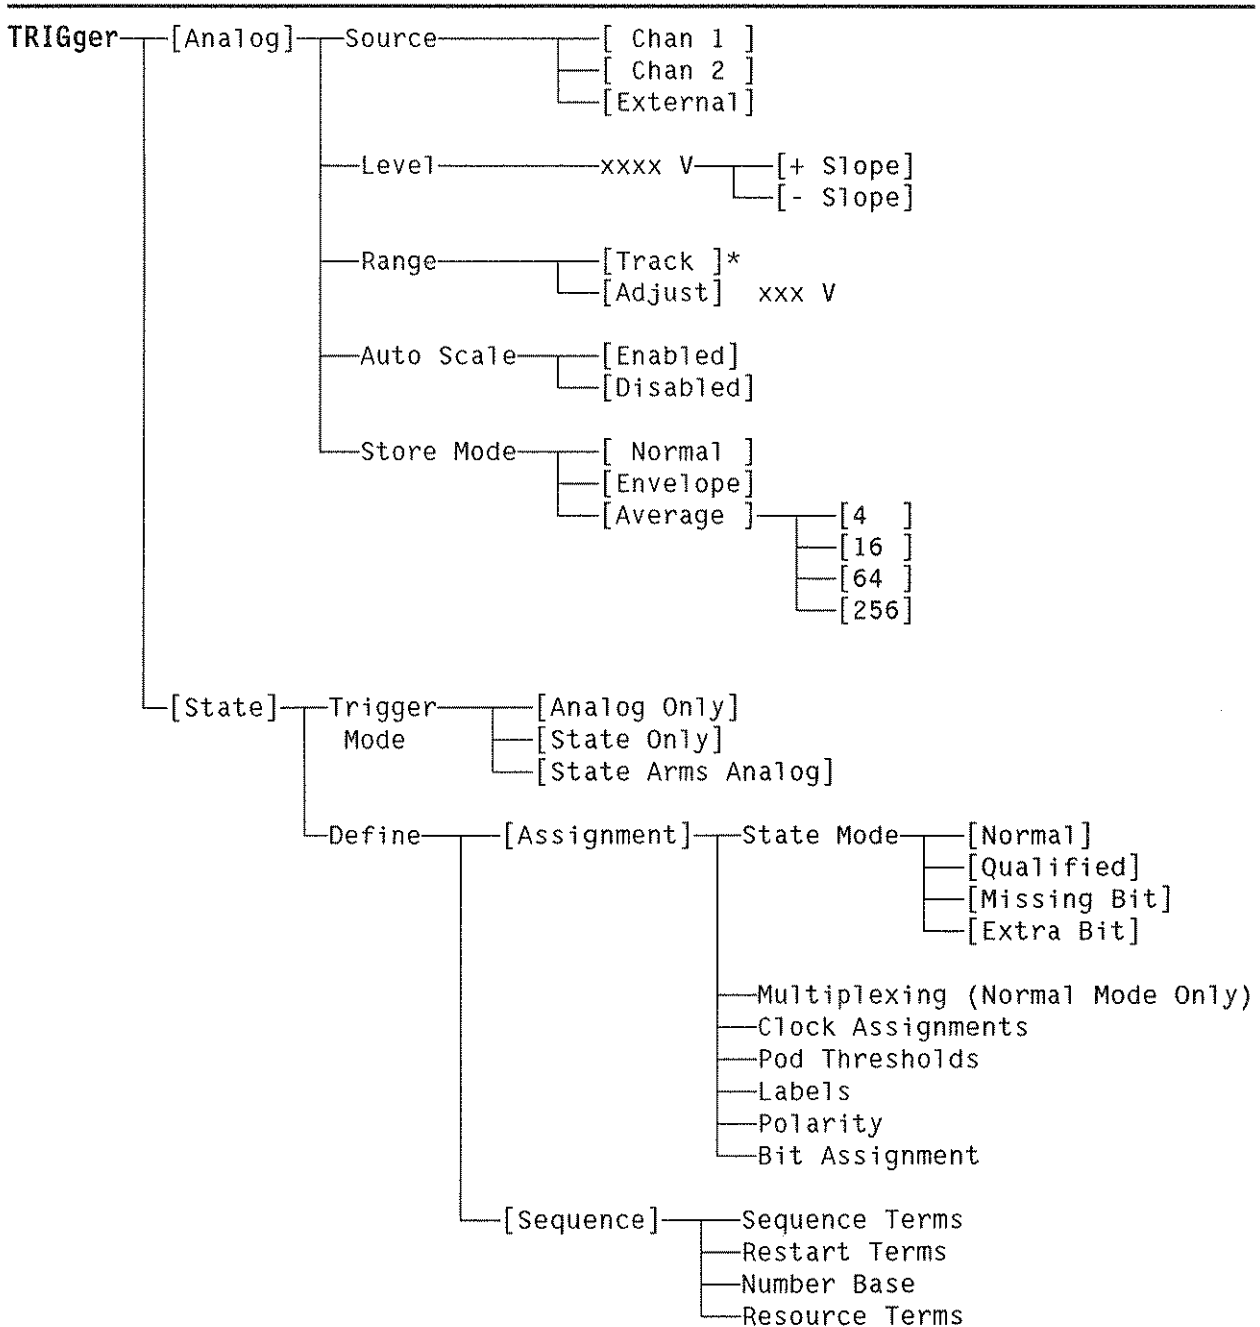 TRIGger [Analog] Source [ Chan 1 ]
[ Chan 2 ]
[External]
Level xxxx V [+ Slope]
[- Slope]
Range [Track ]*
[Adjust] xxx V
Auto Scale [Enabled]
[Disabled]
Store Mode [ Normal ]
[Envelope]
[Average ] [4 ]
[16 ]
[64 ]
[256]
[State] Trigger [Analog Only]
Mode [State Only]
[State Arms Analog]
Define [Assignment] State Mode [Normal]
[Qualified]
[Missing Bit]
[Extra Bit]
Multiplexing (Normal Mode Only)
Clock Assignments
Pod Thresholds
Labels
Polarity
Bit Assignment
[Sequence] Sequence Terms
Restart Terms
Number Base
Resource Terms